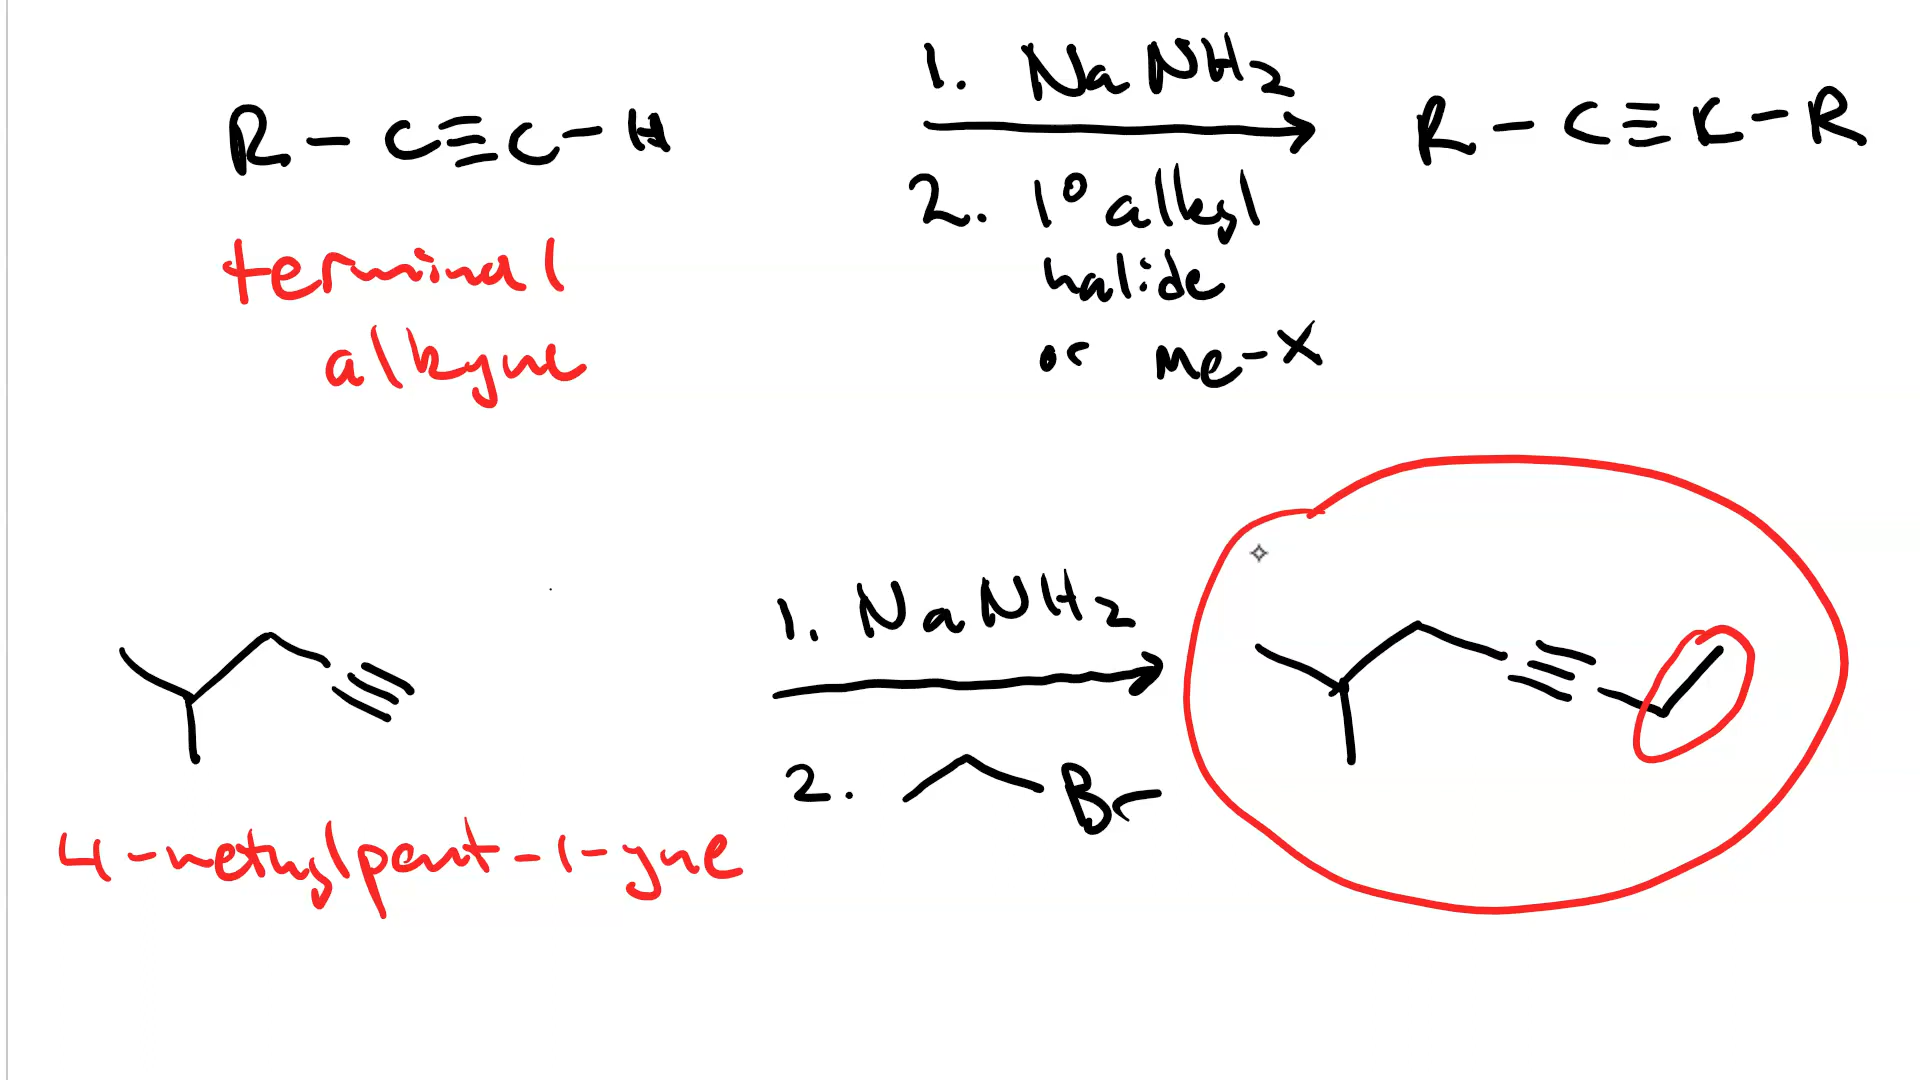 1. NaNH2
R - C≡C - H
R - C≡C - R
2. 1° alkyl
halide
or Me-X
terminal
alkyne
1. NaNH2
2. Br
4-methylpent-1-yne